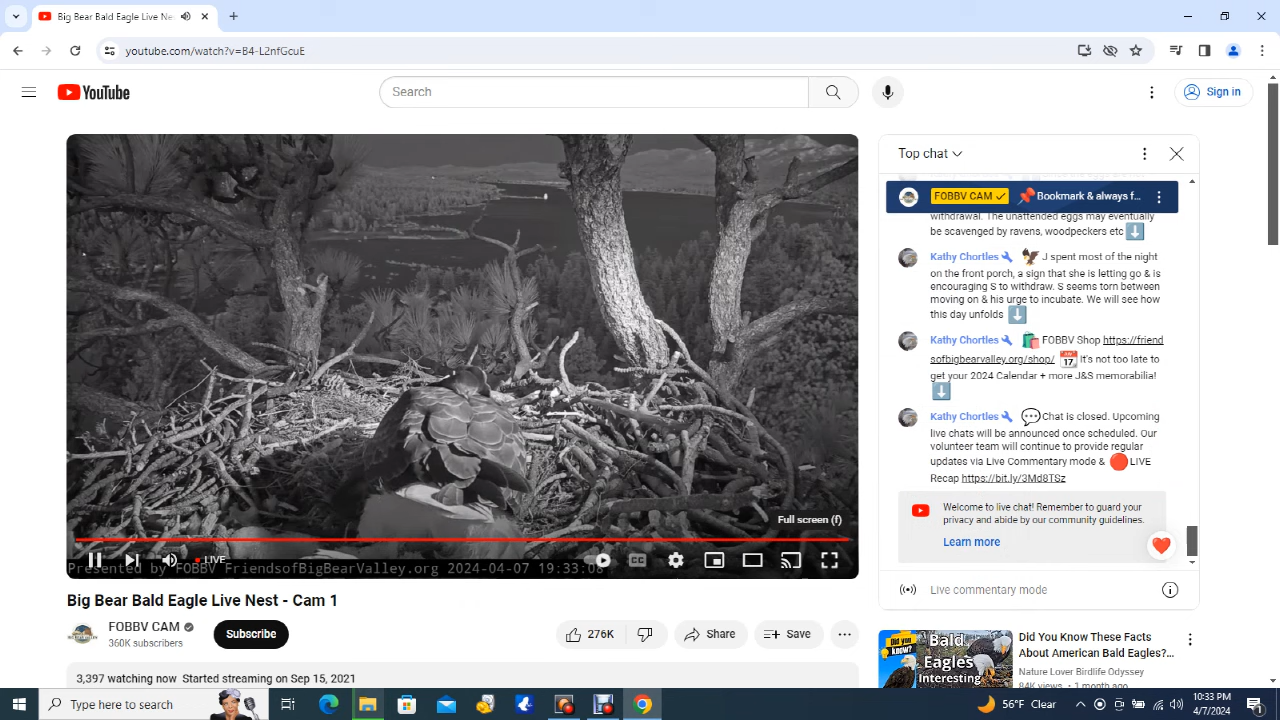 Big Bear Bald Eagle Live Ne
youtube.com/watch?v=B4-L2nfGcuE
YouTube
Search
Sign in
Top chat
FOBBV CAM Bookmark & always f...
withdrawal. The unattended eggs may eventually
be scavenged by ravens, woodpeckers etc
Kathy Chortles J spent most of the night
on the front porch, a sign that she is letting go & is
encouraging S to withdraw. S seems torn between
moving on & his urge to incubate. We will see how
this day unfolds
Kathy Chortles FOBBV Shop https://friend
sofbigbearvalley.org/shop/ It's not too late to
get your 2024 Calendar + more J&S memorabilia!
Kathy Chortles Chat is closed. Upcoming
live chats will be announced once scheduled. Our
volunteer team will continue to provide regular
updates via Live Commentary mode & LIVE
Recap https://bit.ly/3Md8TSz
Welcome to live chat! Remember to guard your
privacy and abide by our community guidelines.
Learn more
Live commentary mode
Full screen (f)
LIVE
CC
Presented by FOBBV FriendsofBigBearValley.org 2024-04-07 19:33:08
Big Bear Bald Eagle Live Nest - Cam 1
FOBBV CAM
360K subscribers
Subscribe
276K
Share
Save
3,397 watching now Started streaming on Sep 15, 2021
Did you know?
Bald
Eagles
Interesting
Did You Know These Facts
About American Bald Eagles?...
Nature Lover Birdlife Odyssey
84K views • 1 month ago
Type here to search
56°F Clear
10:33 PM
4/7/2024
1